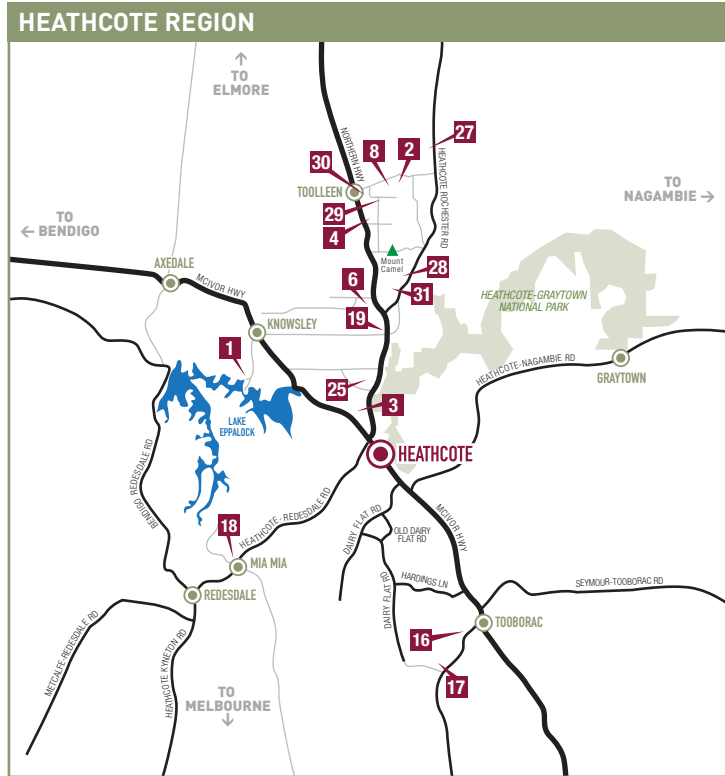 HEATHCOTE REGION
TO
ELMORE
27
8
2
30
NORTHERN HWY
HEATHCOTE ROCHESTER RD
TOOLLEEN
TO
NAGAMBIE
29
4
TO
BENDIGO
AXEDALE
Mount
Camel
28
MCIVOR HWY
6
31
HEATHCOTE-GRAYTOWN
NATIONAL PARK
19
KNOWSLEY
1
HEATHCOTE-NAGAMBIE RD
GRAYTOWN
25
3
LAKE
EPPALOCK
HEATHCOTE
BENDIGO REDESDALE RD
HEATHCOTE-REDESDALE RD
MCIVOR HWY
18
DAIRY FLAT RD
OLD DAIRY
FLAT RD
MIA MIA
HARDINGS LN
SEYMOUR-TOOBORAC RD
REDESDALE
DAIRY FLAT RD
TOOBORAC
16
METCALFE-REDESDALE RD
HEATHCOTE KYNETON RD
17
TO
MELBOURNE